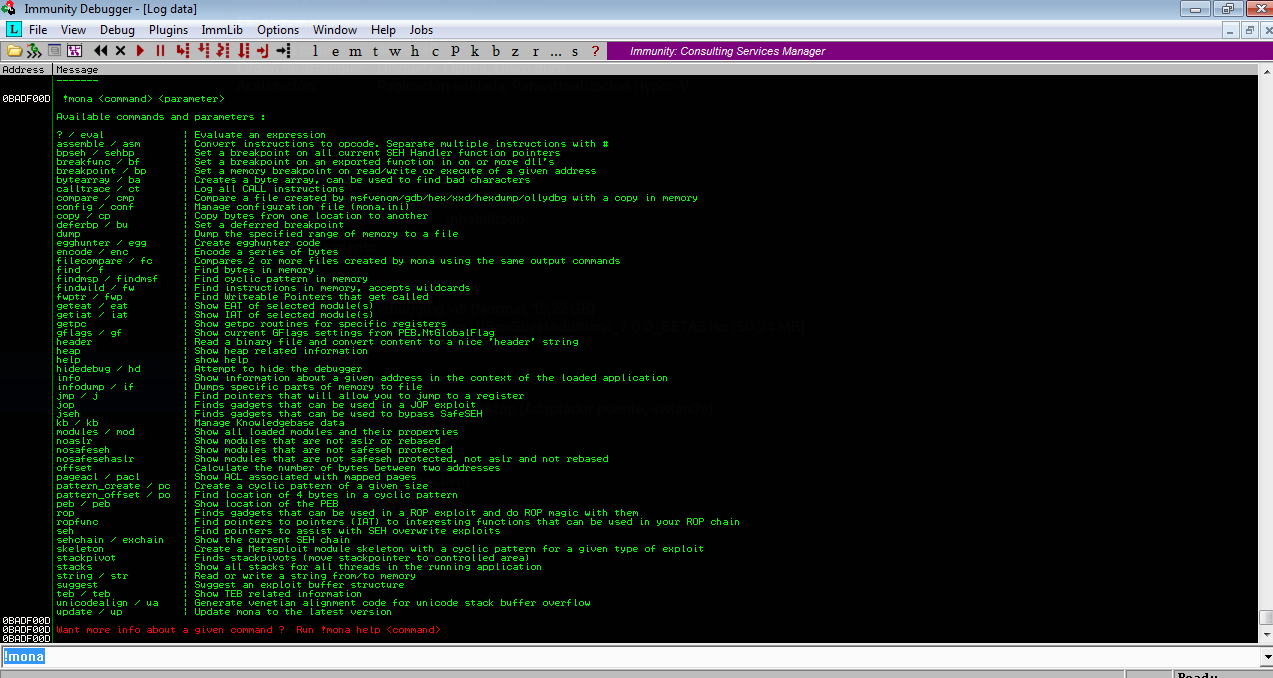 Immunity Debugger - [Log data]
L File View Debug Plugins ImmLib Options Window Help Jobs
l e m t w h c P k b z r ... s ? Immunity: Consulting Services Manager
Address Message
-------
0BADF00D !mona <command> <parameter>
Available commands and parameters :
? / eval | Evaluate an expression
assemble / asm | Convert instructions to opcode. Separate multiple instructions with #
bpseh / sehbp | Set a breakpoint on all current SEH Handler function pointers
breakfunc / bf | Set a breakpoint on an exported function in on or more dll's
breakpoint / bp | Set a memory breakpoint on read/write or execute of a given address
bytearray / ba | Creates a byte array, can be used to find bad characters
calltrace / ct | Log all CALL instructions
compare / cmp | Compare a file created by msfvenom/gdb/hex/xxd/hexdump/ollydbg with a copy in memory
config / conf | Manage configuration file (mona.ini)
copy / cp | Copy bytes from one location to another
deferbp / bu | Set a deferred breakpoint
dump | Dump the specified range of memory to a file
egghunter / egg | Create egghunter code
encode / enc | Encode a series of bytes
filecompare / fc | Compares 2 or more files created by mona using the same output commands
find / f | Find bytes in memory
findmsp / findmsf | Find cyclic pattern in memory
findwild / fw | Find instructions in memory, accepts wildcards
fwptr / fwp | Find Writeable Pointers that get called
geteat / eat | Show EAT of selected module(s)
getiat / iat | Show IAT of selected module(s)
getpc | Show getpc routines for specific registers
gflags / gf | Show current GFlags settings from PEB.NtGlobalFlag
header | Read a binary file and convert content to a nice 'header' string
heap | Show heap related information
help | show help
hidedebug / hd | Attempt to hide the debugger
info | Show information about a given address in the context of the loaded application
infodump / if | Dumps specific parts of memory to file
jmp / j | Find pointers that will allow you to jump to a register
jop | Finds gadgets that can be used in a JOP exploit
jseh | Finds gadgets that can be used to bypass SafeSEH
kb / kb | Manage Knowledgebase data
modules / mod | Show all loaded modules and their properties
noaslr | Show modules that are not aslr or rebased
nosafeseh | Show modules that are not safeseh protected
nosafesehaslr | Show modules that are not safeseh protected, not aslr and not rebased
offset | Calculate the number of bytes between two addresses
pageacl / pacl | Show ACL associated with mapped pages
pattern_create / pc | Create a cyclic pattern of a given size
pattern_offset / po | Find location of 4 bytes in a cyclic pattern
peb / peb | Show location of the PEB
rop | Finds gadgets that can be used in a ROP exploit and do ROP magic with them
ropfunc | Find pointers to pointers (IAT) to interesting functions that can be used in your ROP chain
seh | Find pointers to assist with SEH overwrite exploits
sehchain / exchain | Show the current SEH chain
skeleton | Create a Metasploit module skeleton with a cyclic pattern for a given type of exploit
stackpivot | Finds stackpivots (move stackpointer to controlled area)
stacks | Show all stacks for all threads in the running application
string / str | Read or write a string from/to memory
suggest | Suggest an exploit buffer structure
teb / teb | Show TEB related information
unicodealign / ua | Generate venetian alignment code for unicode stack buffer overflow
update / up | Update mona to the latest version
0BADF00D
0BADF00D Want more info about a given command ? Run !mona help <command>
0BADF00D
!mona
Ready